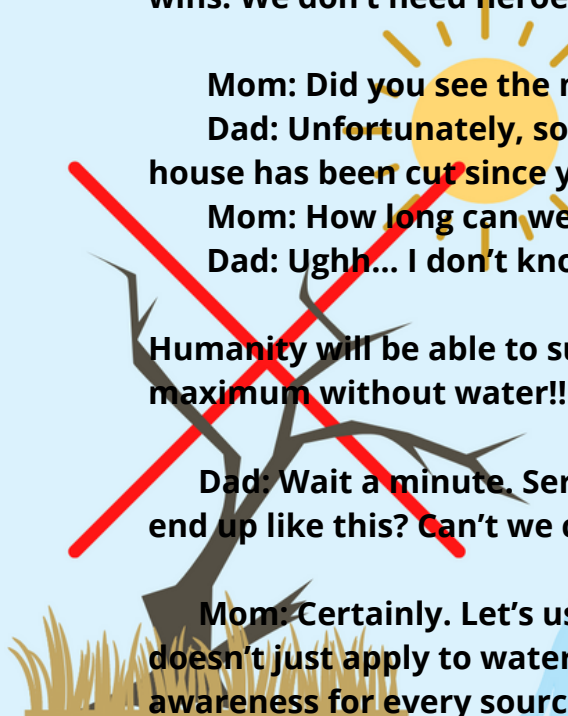 wins. We don't need heroe
Mom: Did you see the
Dad: Unfortunately, so
house has been cut since y
Mom: How long can we
Dad: Ughh... I don't kno
Humanity will be able to su
maximum without water!!
Dad: Wait a minute. Ser
end up like this? Can't we
Mom: Certainly. Let's us
doesn't just apply to water
awareness for every sourc